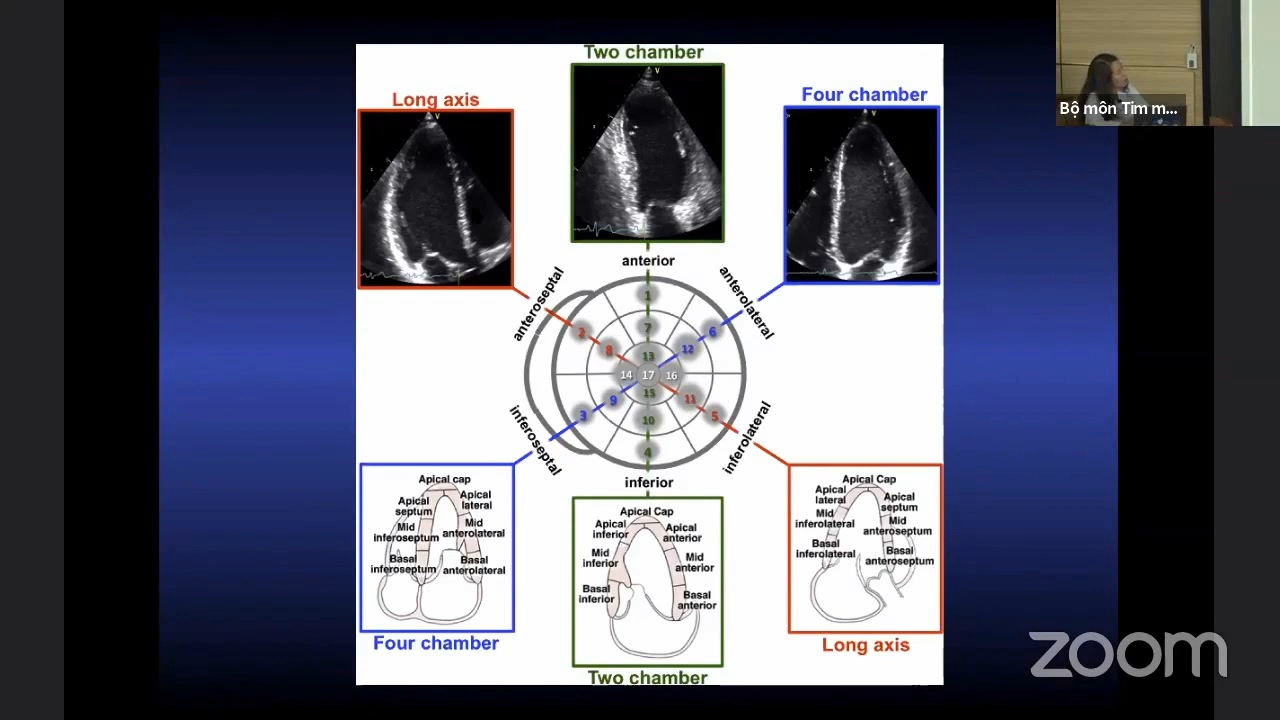 Two chamber
Long axis
Four chamber
V
V
V
Bộ môn Tim m...
anterior
anteroseptal
anterolateral
1
2
7
6
8
12
13
14
17
16
9
15
11
3
10
5
4
inferoseptal
inferolateral
inferior
Apical cap
Apical
septum
Apical
lateral
Mid
inferoseptum
Mid
anterolateral
Basal
inferoseptum
Basal
anterolateral
Four chamber
Apical Cap
Apical
inferior
Apical
anterior
Mid
inferior
Mid
anterior
Basal
inferior
Basal
anterior
Two chamber
Apical Cap
Apical
lateral
Apical
septum
Mid
inferolateral
Mid
anteroseptum
Basal
inferolateral
Basal
anteroseptum
Long axis
zoom